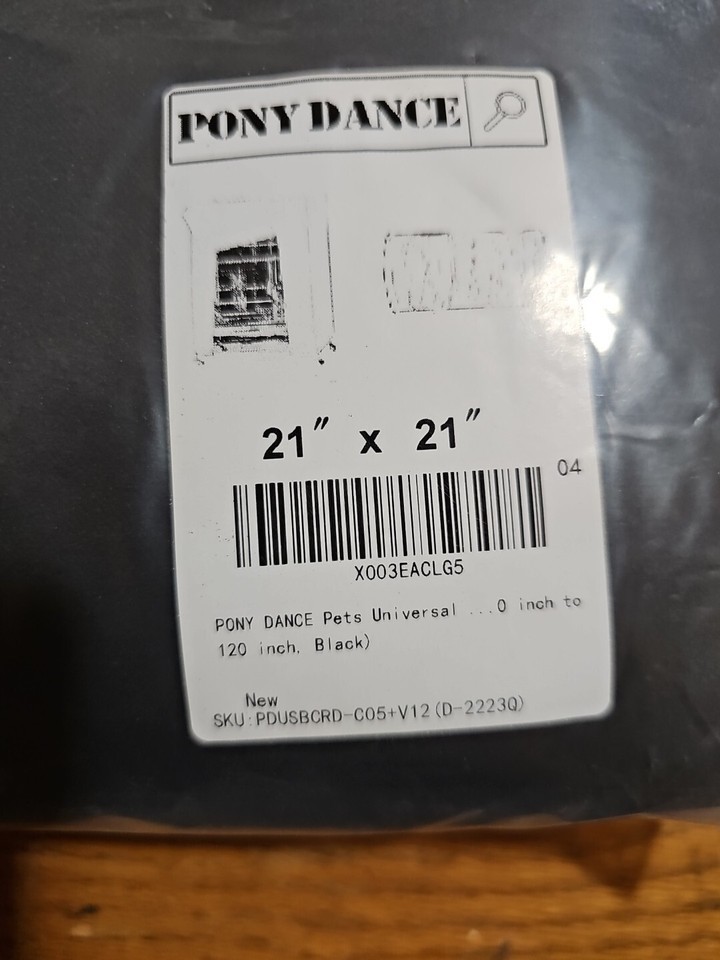 PONY DANCE
21" x 21"
04
X003EACLG5
PONY DANCE Pets Universal ...0 inch to
120 inch, Black)
New
SKU:PDUSBCRD-C05+V12(D-2223Q)